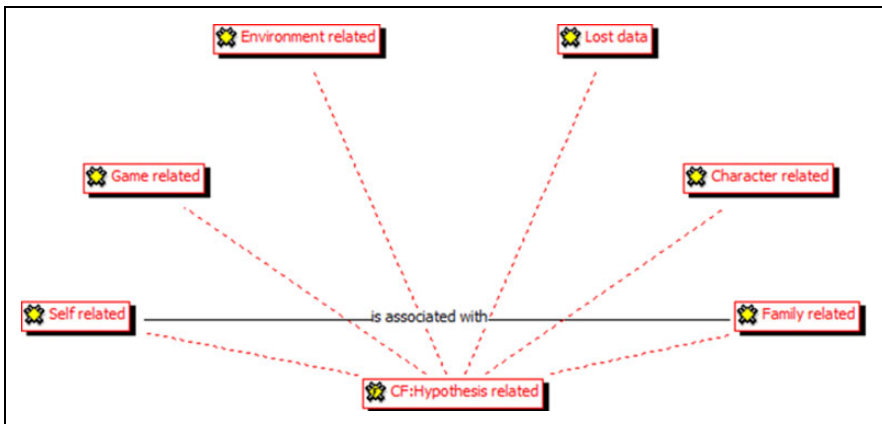 Environment related
Lost data
Game related
Character related
Self related
is associated with
Family related
CF:Hypothesis related